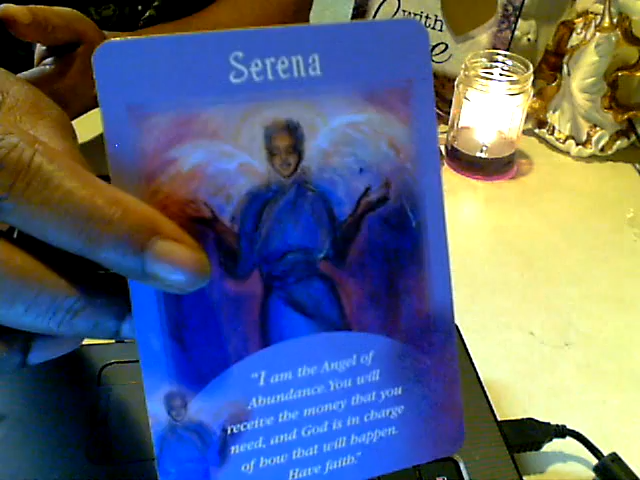 with
Serena
"I am the Angel of
Abundance. You will
receive the money that you
need, and God is in charge
of how that will happen.
Have faith."